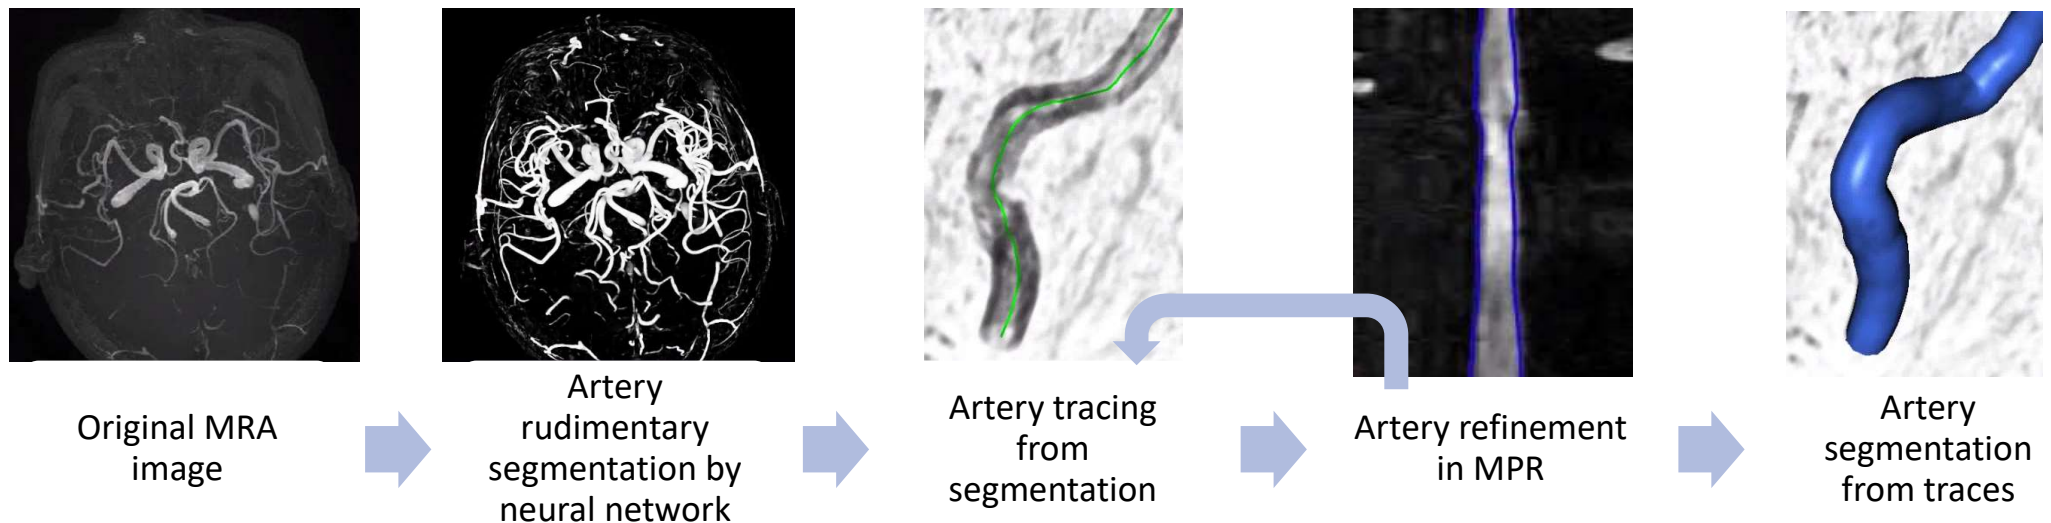 Original MRA
image
Artery
rudimentary
segmentation by
neural network
Artery tracing
from
segmentation
Artery refinement
in MPR
Artery
segmentation
from traces